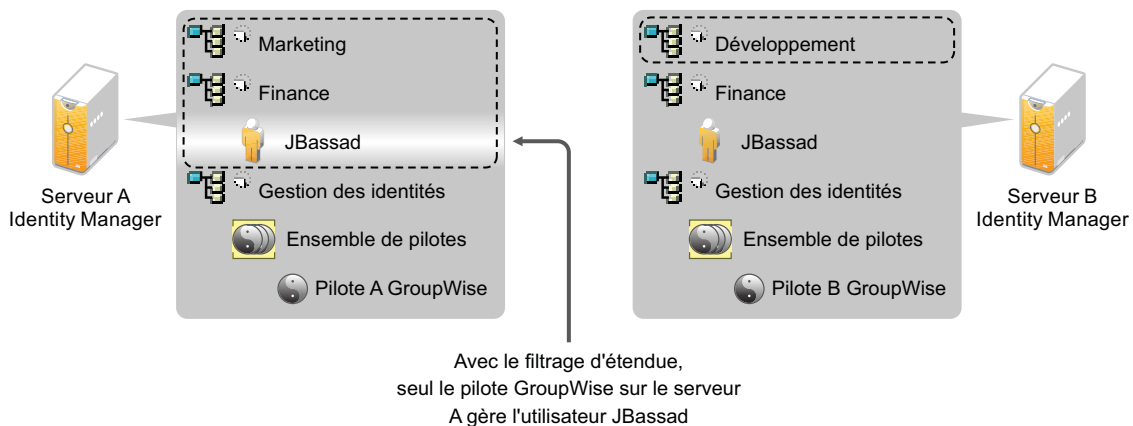 Marketing
Finance
JBassad
Gestion des identités
Ensemble de pilotes
Pilote A GroupWise
Serveur A
Identity Manager
Développement
Finance
JBassad
Gestion des identités
Ensemble de pilotes
Pilote B GroupWise
Serveur B
Identity Manager
Avec le filtrage d'étendue,
seul le pilote GroupWise sur le serveur
A gère l'utilisateur JBassad